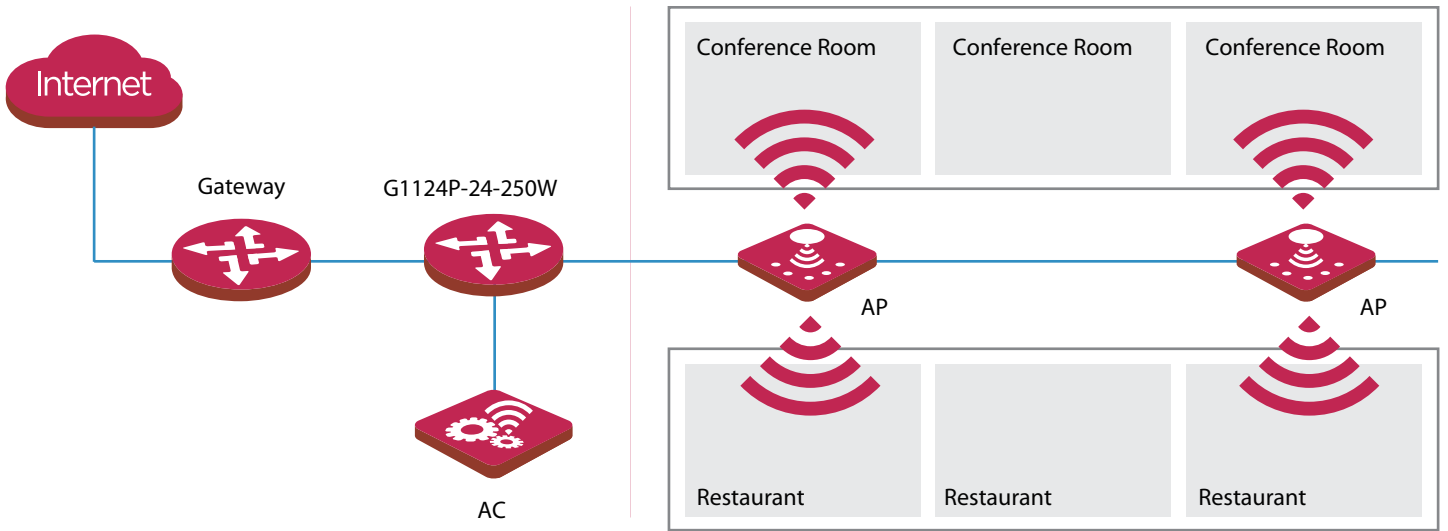 Internet
Gateway
G1124P-24-250W
AC
Conference Room
Conference Room
Conference Room
AP
AP
Restaurant
Restaurant
Restaurant